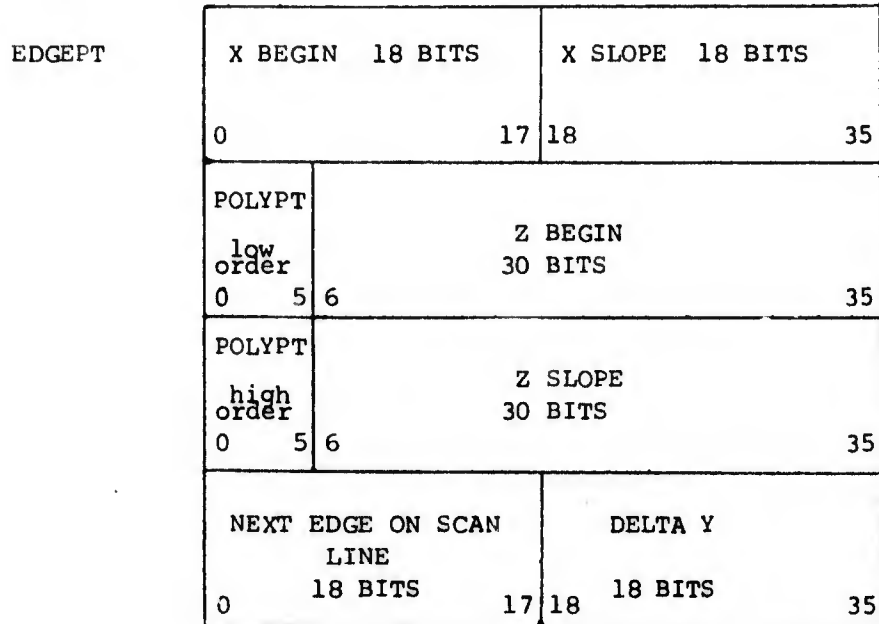 EDGEPT
X BEGIN 18 BITS
X SLOPE 18 BITS
0 17 18 35
POLYPT
low
order
Z BEGIN
30 BITS
0 5 6 35
POLYPT
high
order
Z SLOPE
30 BITS
0 5 6 35
NEXT EDGE ON SCAN
LINE
18 BITS
DELTA Y
18 BITS
0 17 18 35